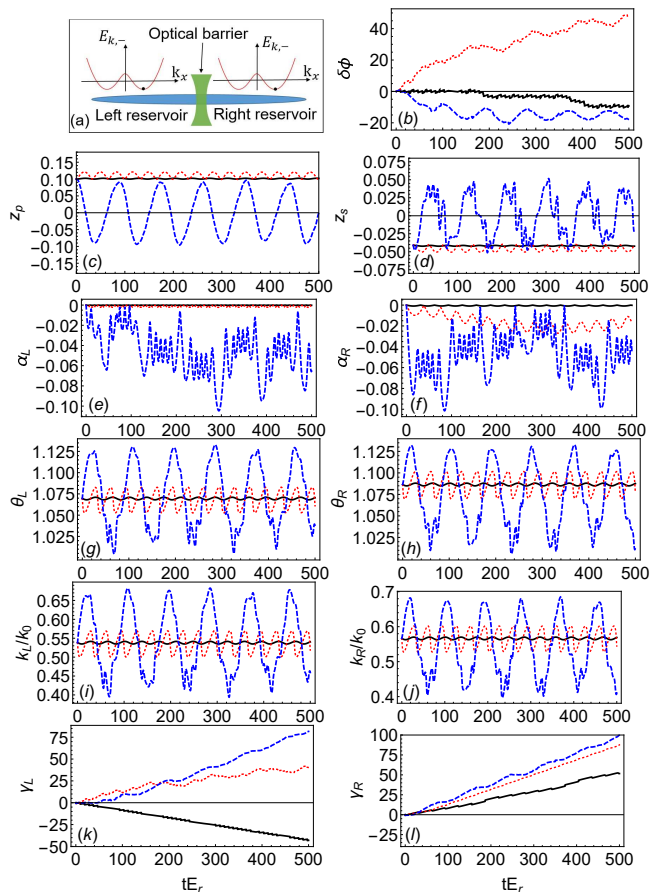 E_{k,-} Optical barrier E_{k,-}
k_x k_x
(a) Left reservoir Right reservoir
40
20
0
-20
δϕ
(b)
0 100 200 300 400 500
0.15
0.10
0.05
0
-0.05
-0.10
-0.15
z_p
(c)
0 100 200 300 400 500
0.075
0.050
0.025
0
-0.025
-0.050
-0.075
z_s
(d)
0 100 200 300 400 500
0
-0.02
-0.04
-0.06
-0.08
-0.10
α_L
(e)
0 100 200 300 400 500
0
-0.02
-0.04
-0.06
-0.08
-0.10
α_R
(f)
0 100 200 300 400 500
1.125
1.100
1.070
1.050
1.025
θ_L
(g)
0 100 200 300 400 500
1.125
1.100
1.075
1.050
1.025
θ_R
(h)
0 100 200 300 400 500
0.65
0.60
0.55
0.50
0.45
0.40
k_L/k_0
(i)
0 100 200 300 400 500
0.7
0.6
0.5
0.4
k_R/k_0
(j)
0 100 200 300 400 500
75
50
25
0
-25
-50
γ_L
(k)
0 100 200 300 400 500
tE_r
100
75
50
25
0
-25
γ_R
(l)
0 100 200 300 400 500
tE_r